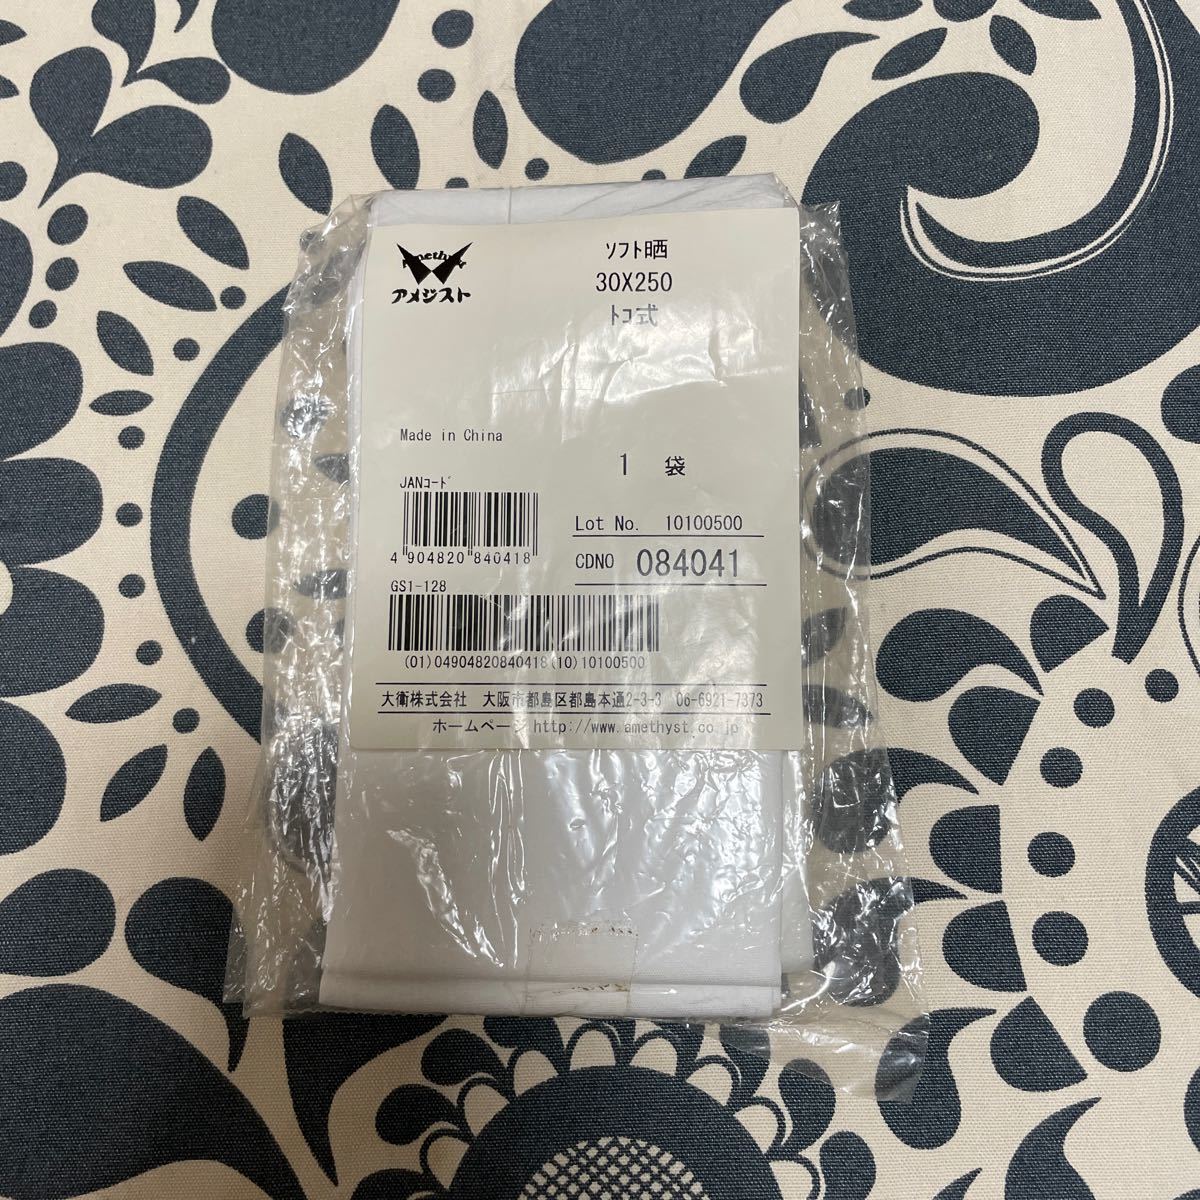 Amethyst
アメジスト
ソフト晒
30X250
トコ式
Made in China
1 袋
JANコード
4 904820 840418
Lot No. 10100500
CDNO 084041
GS1-128
(01)04904820840418(10)10100500
大衛株式会社 大阪市都島区都島本通2-3-3 06-6921-7373
ホームページ http://www.amethyst.co.jp